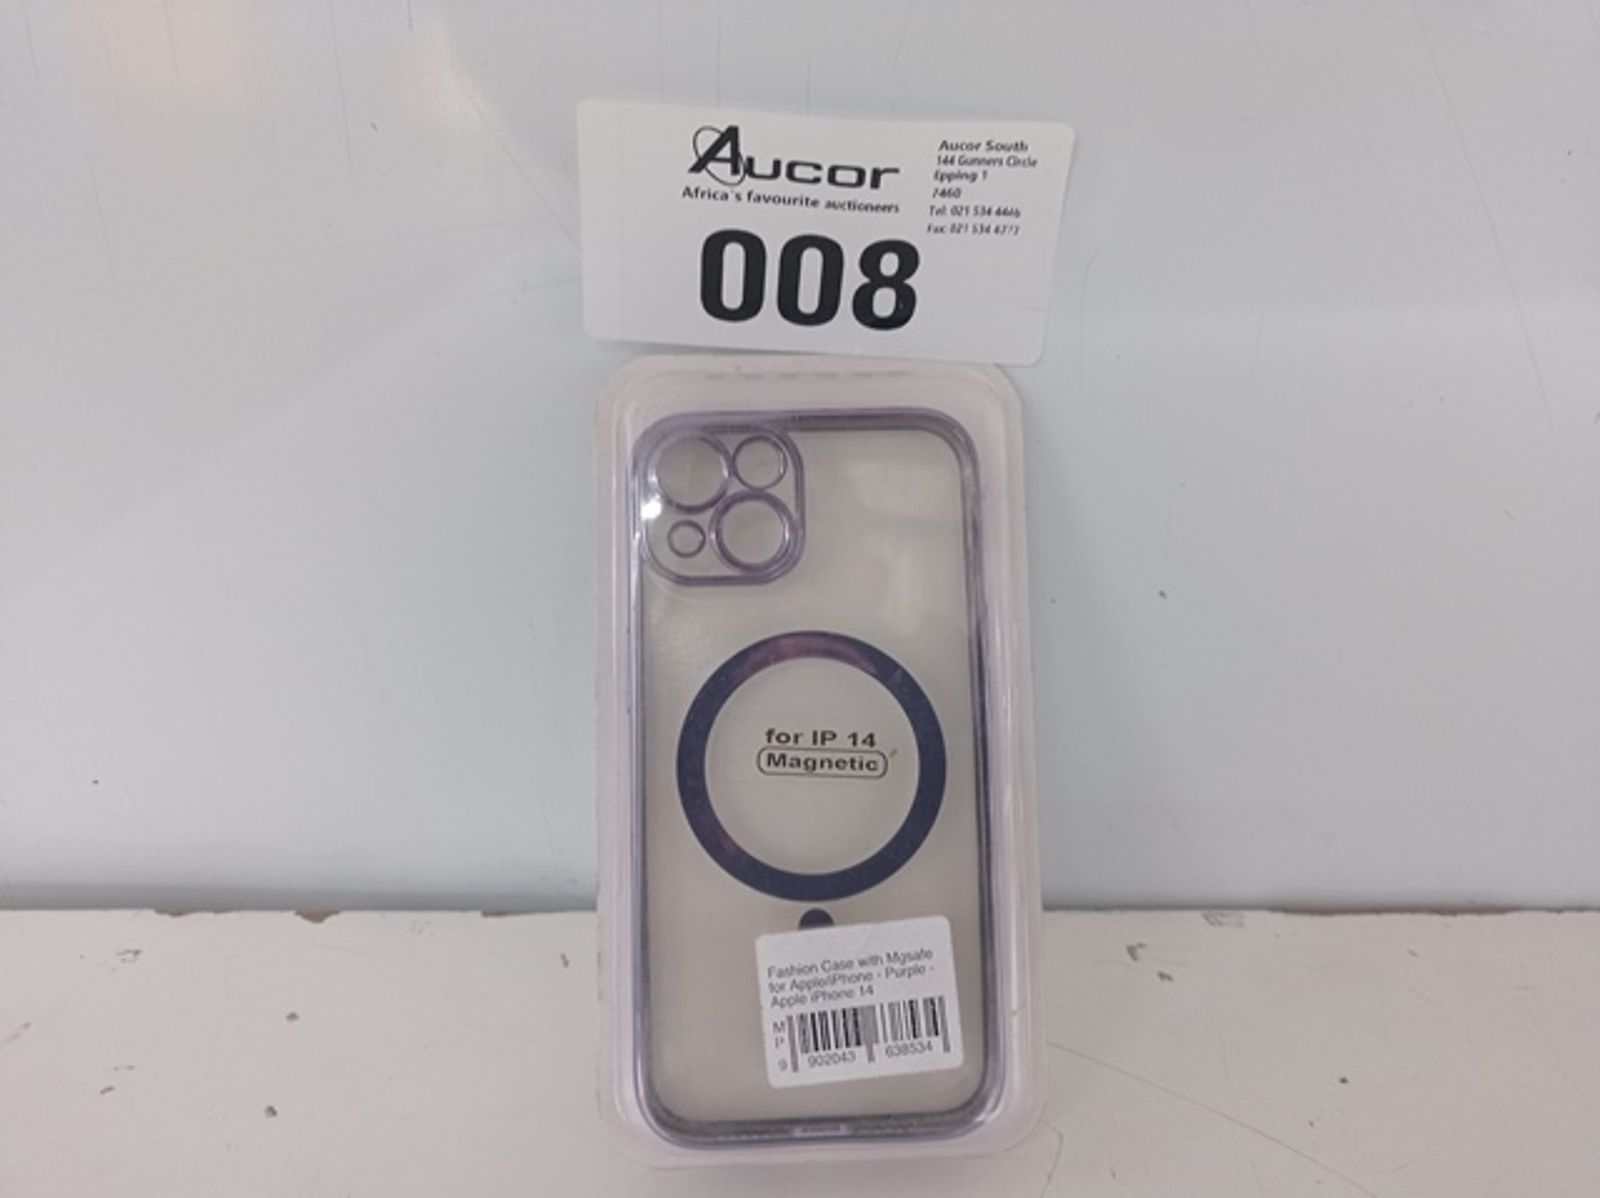 Aucor
Africa's favourite auctioneers
008
Aucor South
144 Gunners Circle
Epping 1
7460
Tel: 021 534 4446
Fax: 021 534
for IP 14
Magnetic
Fashion Case with Mgsafe
for Apple/iPhone - Purple -
Apple iPhone 14
M
P
9 902043 638534